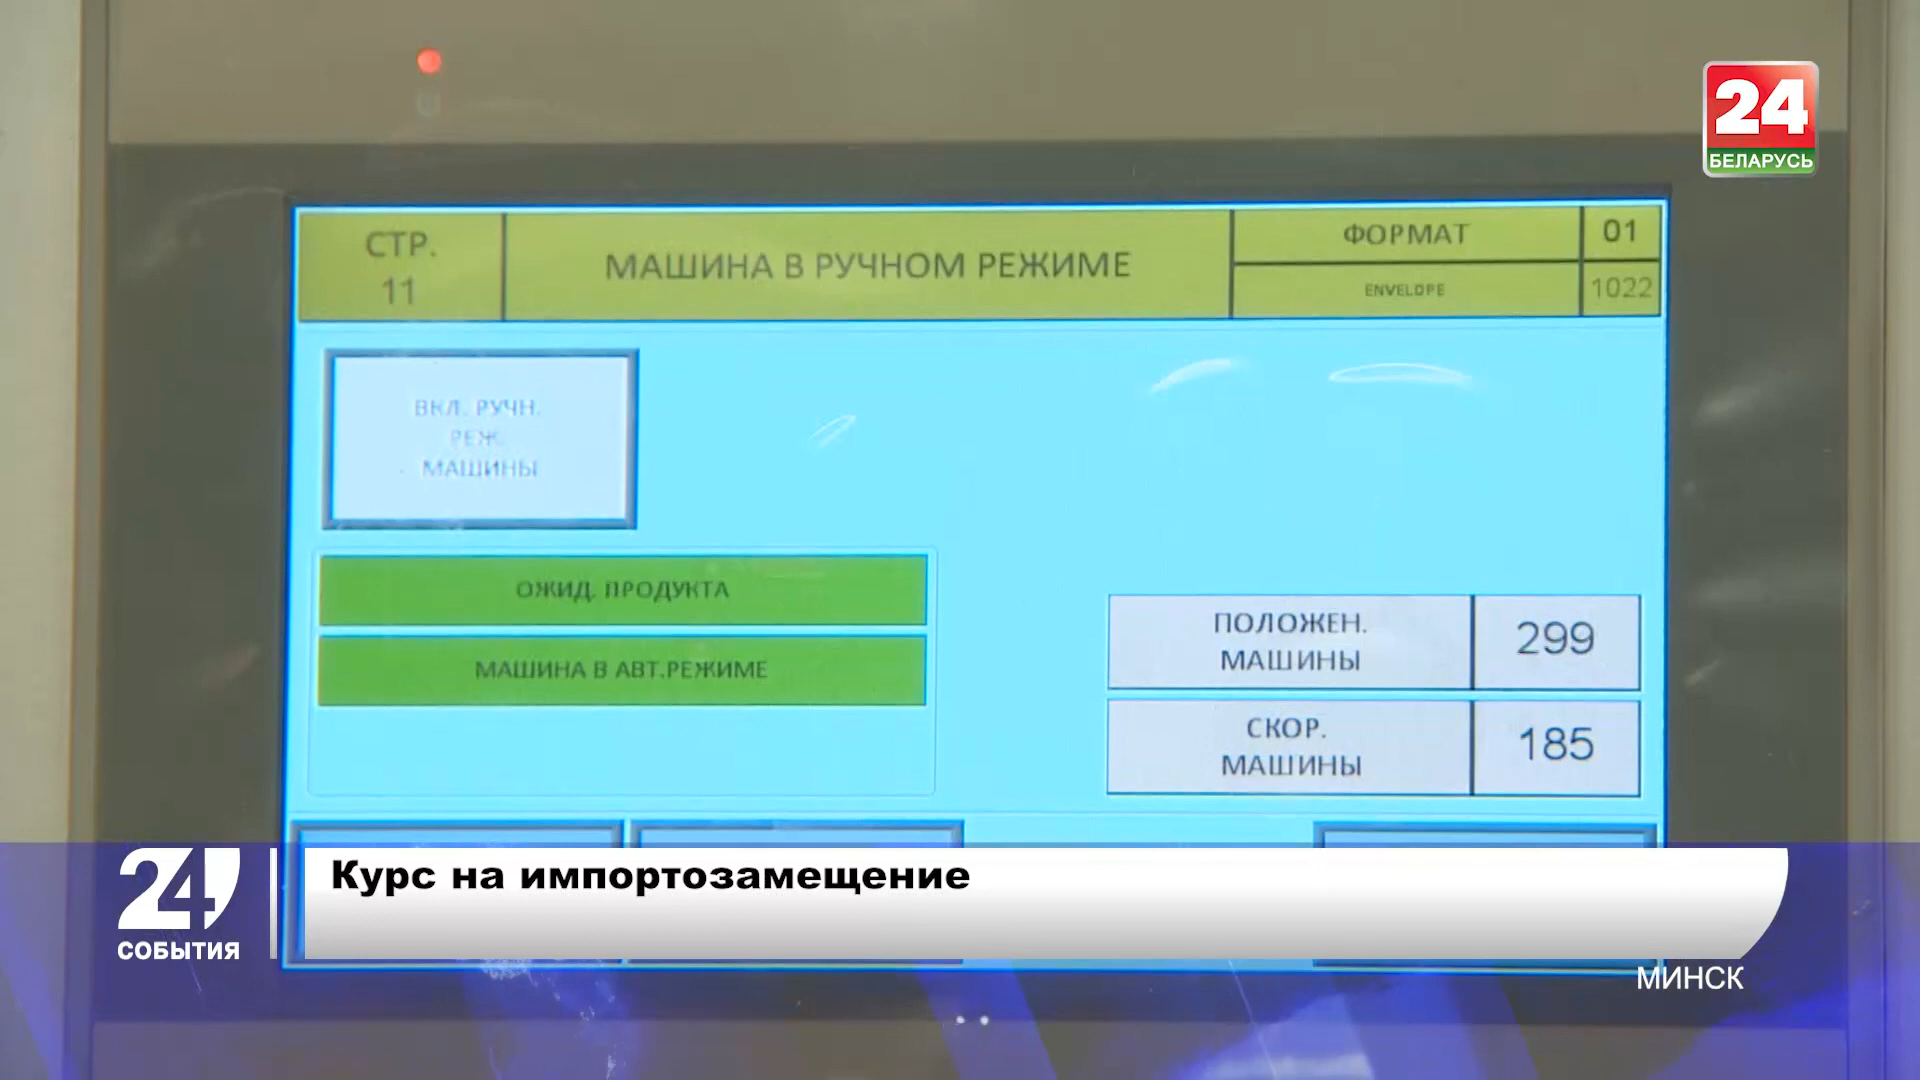 24
БЕЛАРУСЬ
СТР.
11
МАШИНА В РУЧНОМ РЕЖИМЕ
ФОРМАТ
01
ENVELOPE
1022
ВКЛ. РУЧН.
РЕЖ.
МАШИНЫ
ОЖИД. ПРОДУКТА
МАШИНА В АВТ.РЕЖИМЕ
ПОЛОЖЕН.
МАШИНЫ
299
СКОР.
МАШИНЫ
185
24
СОБЫТИЯ
Курс на импортозамещение
МИНСК